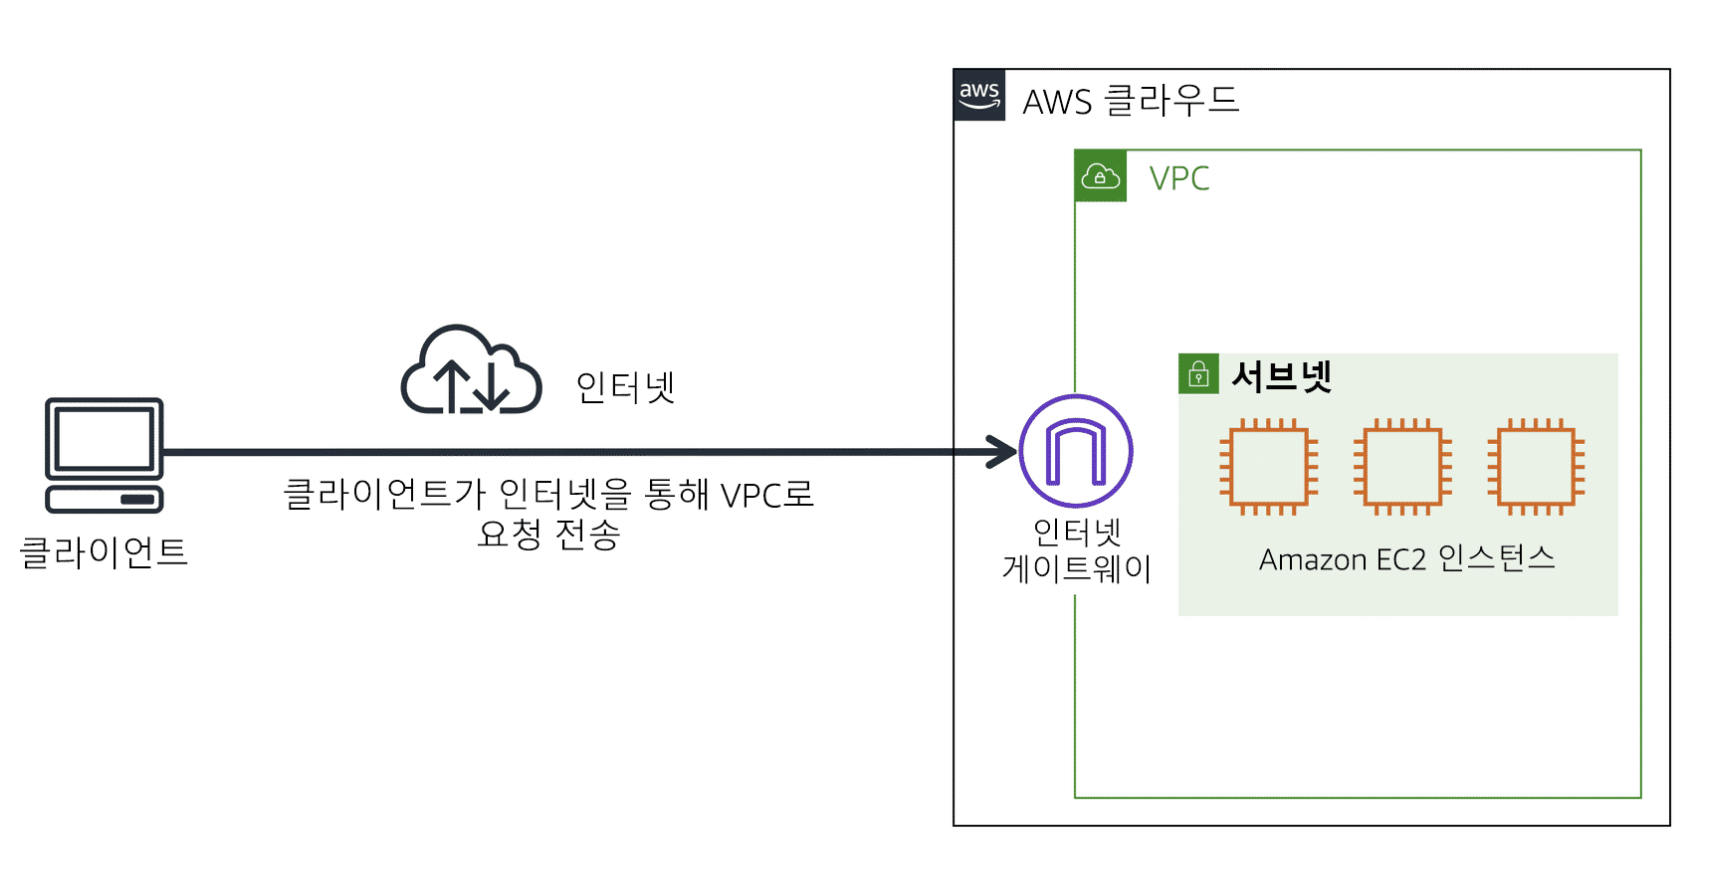 aws
AWS 클라우드
VPC
서브넷
인터넷
클라이언트가 인터넷을 통해 VPC로
요청 전송
클라이언트
인터넷
게이트웨이
Amazon EC2 인스턴스